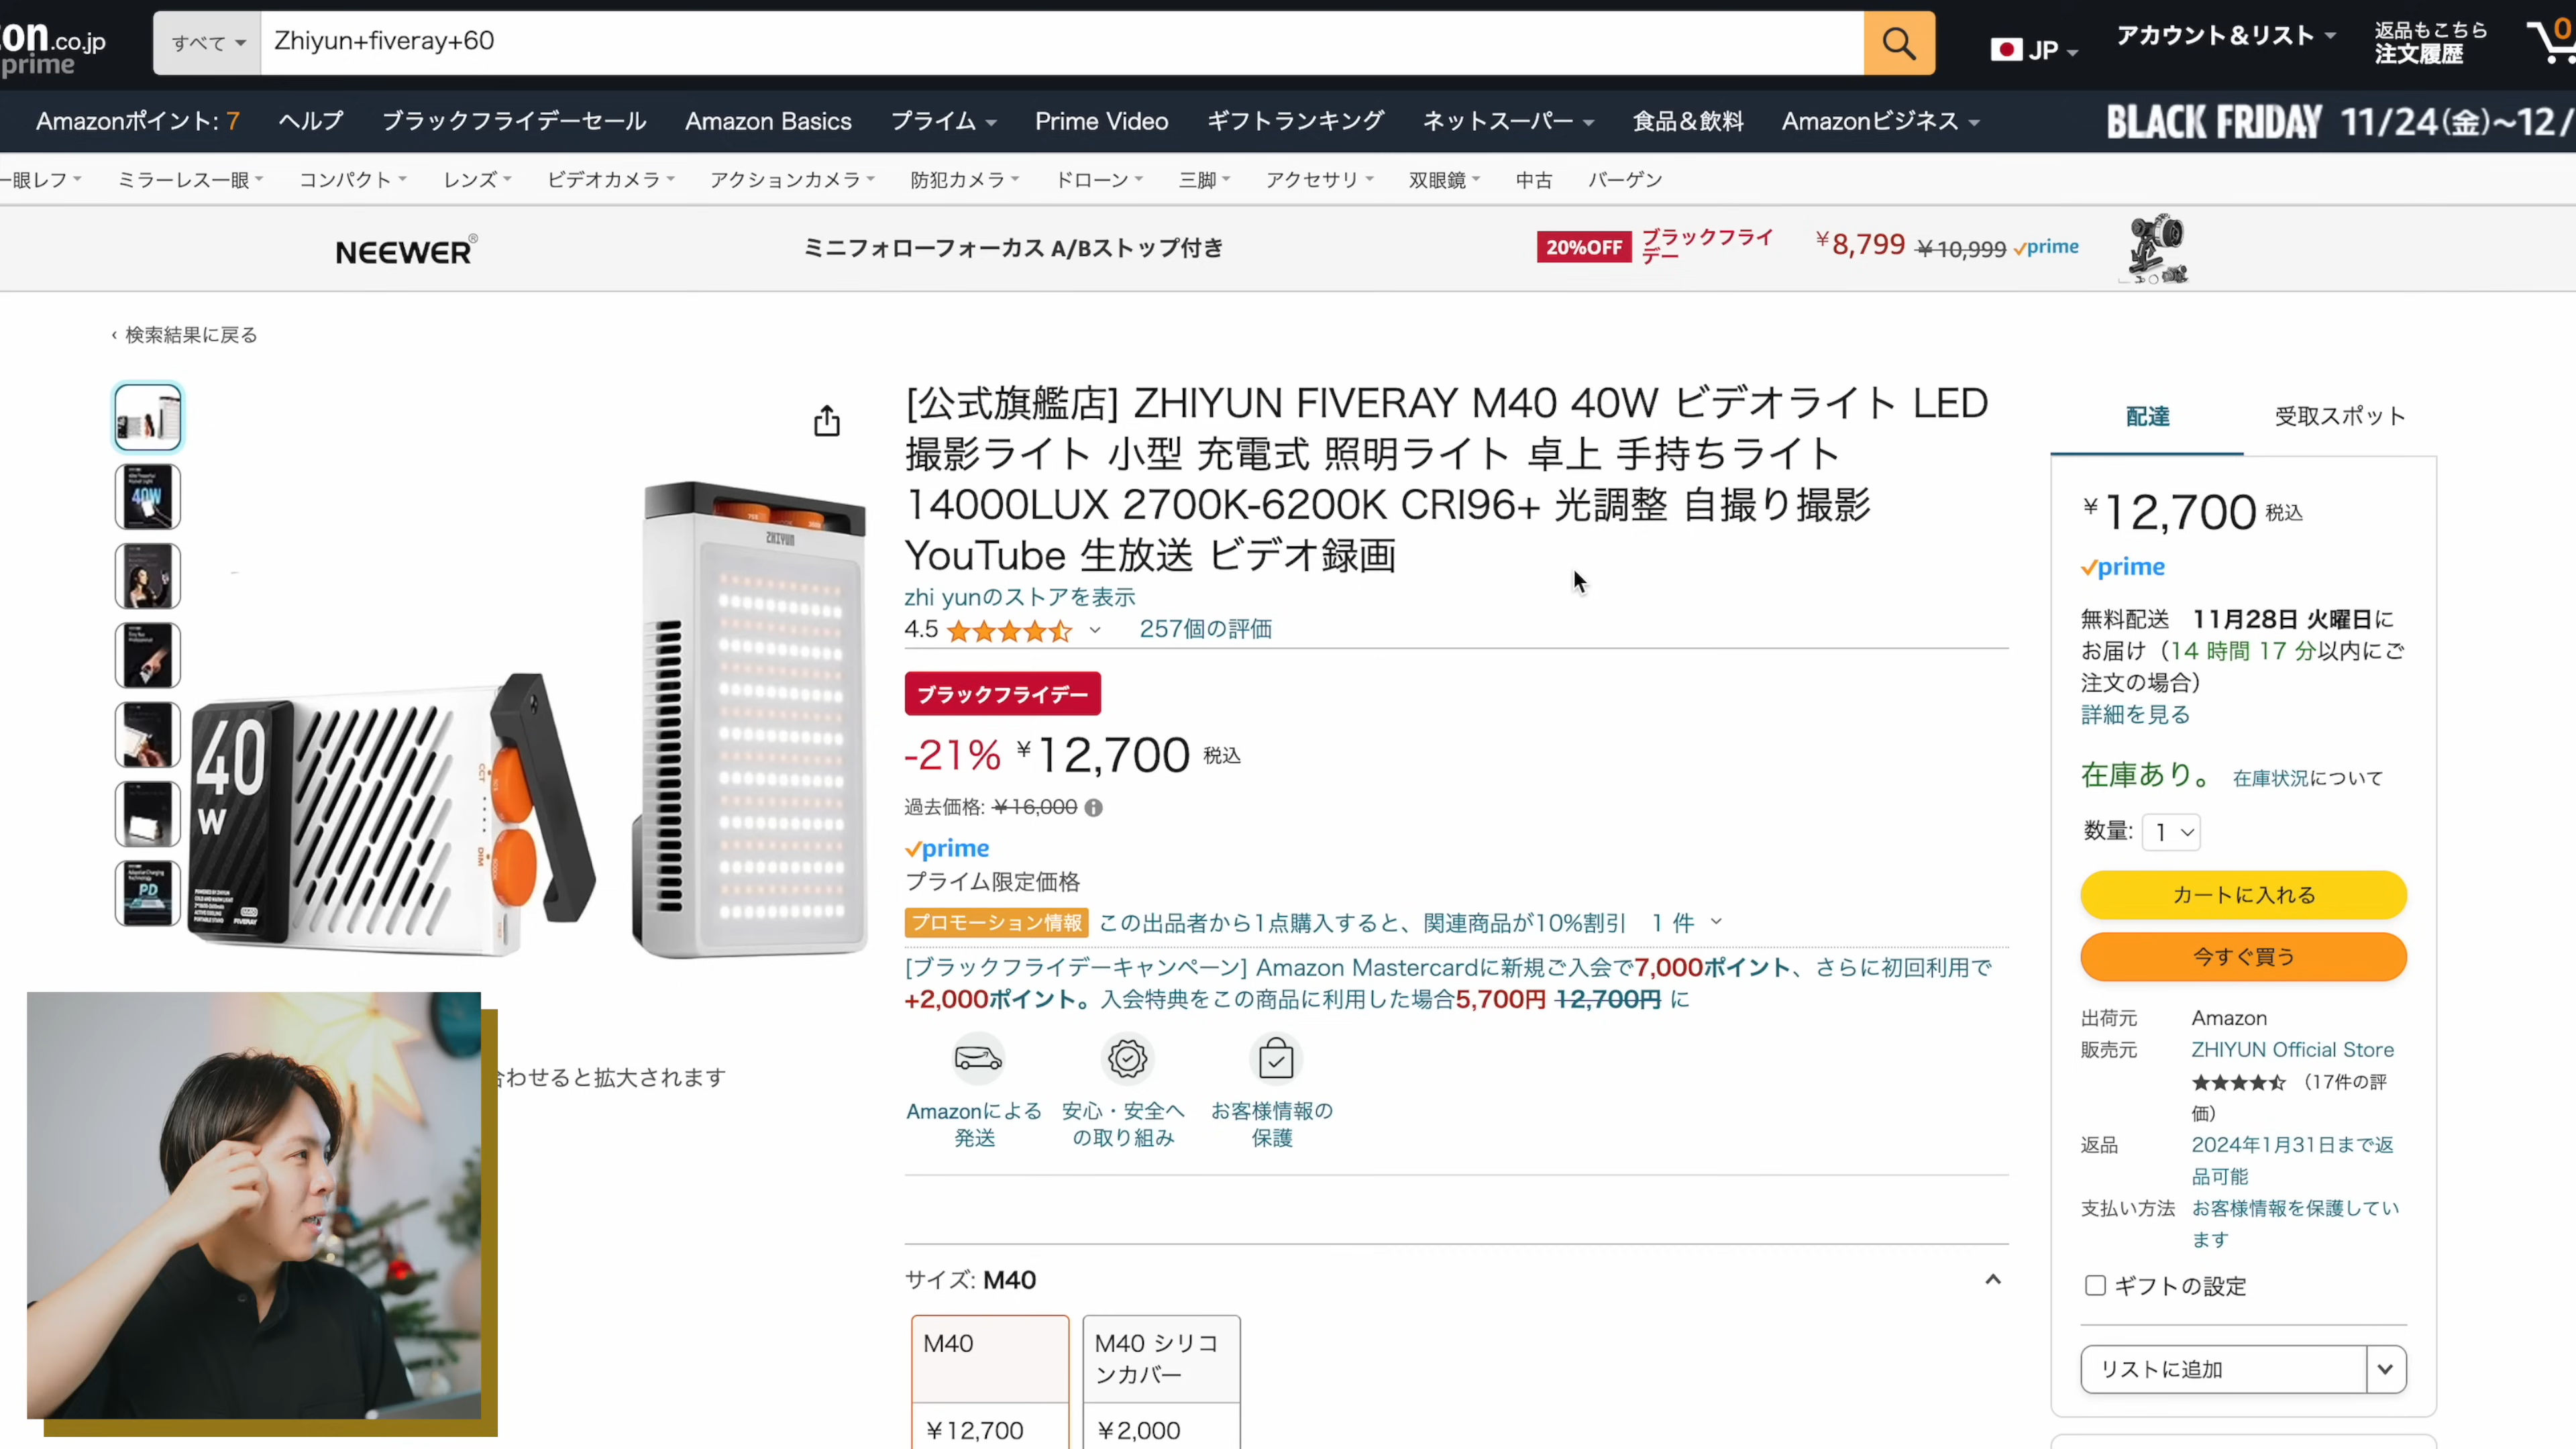 on.co.jp
prime
すべて
Zhiyun+fiveray+60
JP
アカウント＆リスト
返品もこちら
注文履歴
0
Amazonポイント: 7
ヘルプ
ブラックフライデーセール
Amazon Basics
プライム
Prime Video
ギフトランキング
ネットスーパー
食品＆飲料
Amazonビジネス
BLACK FRIDAY 11/24(金)~12/
一眼レフ
ミラーレス一眼
コンパクト
レンズ
ビデオカメラ
アクションカメラ
防犯カメラ
ドローン
三脚
アクセサリ
双眼鏡
中古
バーゲン
NEEWER®
ミニフォローフォーカス A/Bストップ付き
20%OFF
ブラックフライ
デー
￥8,799 ￥10,999 prime
‹ 検索結果に戻る
40W
PD
40
W
CCT
DIM
FIVERAY
ZHIYUN
合わせると拡大されます
[公式旗艦店] ZHIYUN FIVERAY M40 40W ビデオライト LED
撮影ライト 小型 充電式 照明ライト 卓上 手持ちライト
14000LUX 2700K-6200K CRI96+ 光調整 自撮り撮影
YouTube 生放送 ビデオ録画
zhi yunのストアを表示
4.5
257個の評価
ブラックフライデー
-21% ￥12,700 税込
過去価格: ￥16,000
prime
プライム限定価格
プロモーション情報 この出品者から1点購入すると、関連商品が10%割引 1 件
[ブラックフライデーキャンペーン] Amazon Mastercardに新規ご入会で7,000ポイント、さらに初回利用で
+2,000ポイント。入会特典をこの商品に利用した場合5,700円 12,700円 に
Amazonによる
発送
安心・安全へ
の取り組み
お客様情報の
保護
サイズ: M40
M40
￥12,700
M40 シリコ
ンカバー
￥2,000
配達
受取スポット
￥12,700 税込
prime
無料配送 11月28日 火曜日に
お届け（14 時間 17 分以内にご
注文の場合）
詳細を見る
在庫あり。 在庫状況について
数量: 1
カートに入れる
今すぐ買う
出荷元 Amazon
販売元 ZHIYUN Official Store
（17件の評
価）
返品 2024年1月31日まで返
品可能
支払い方法 お客様情報を保護してい
ます
ギフトの設定
リストに追加